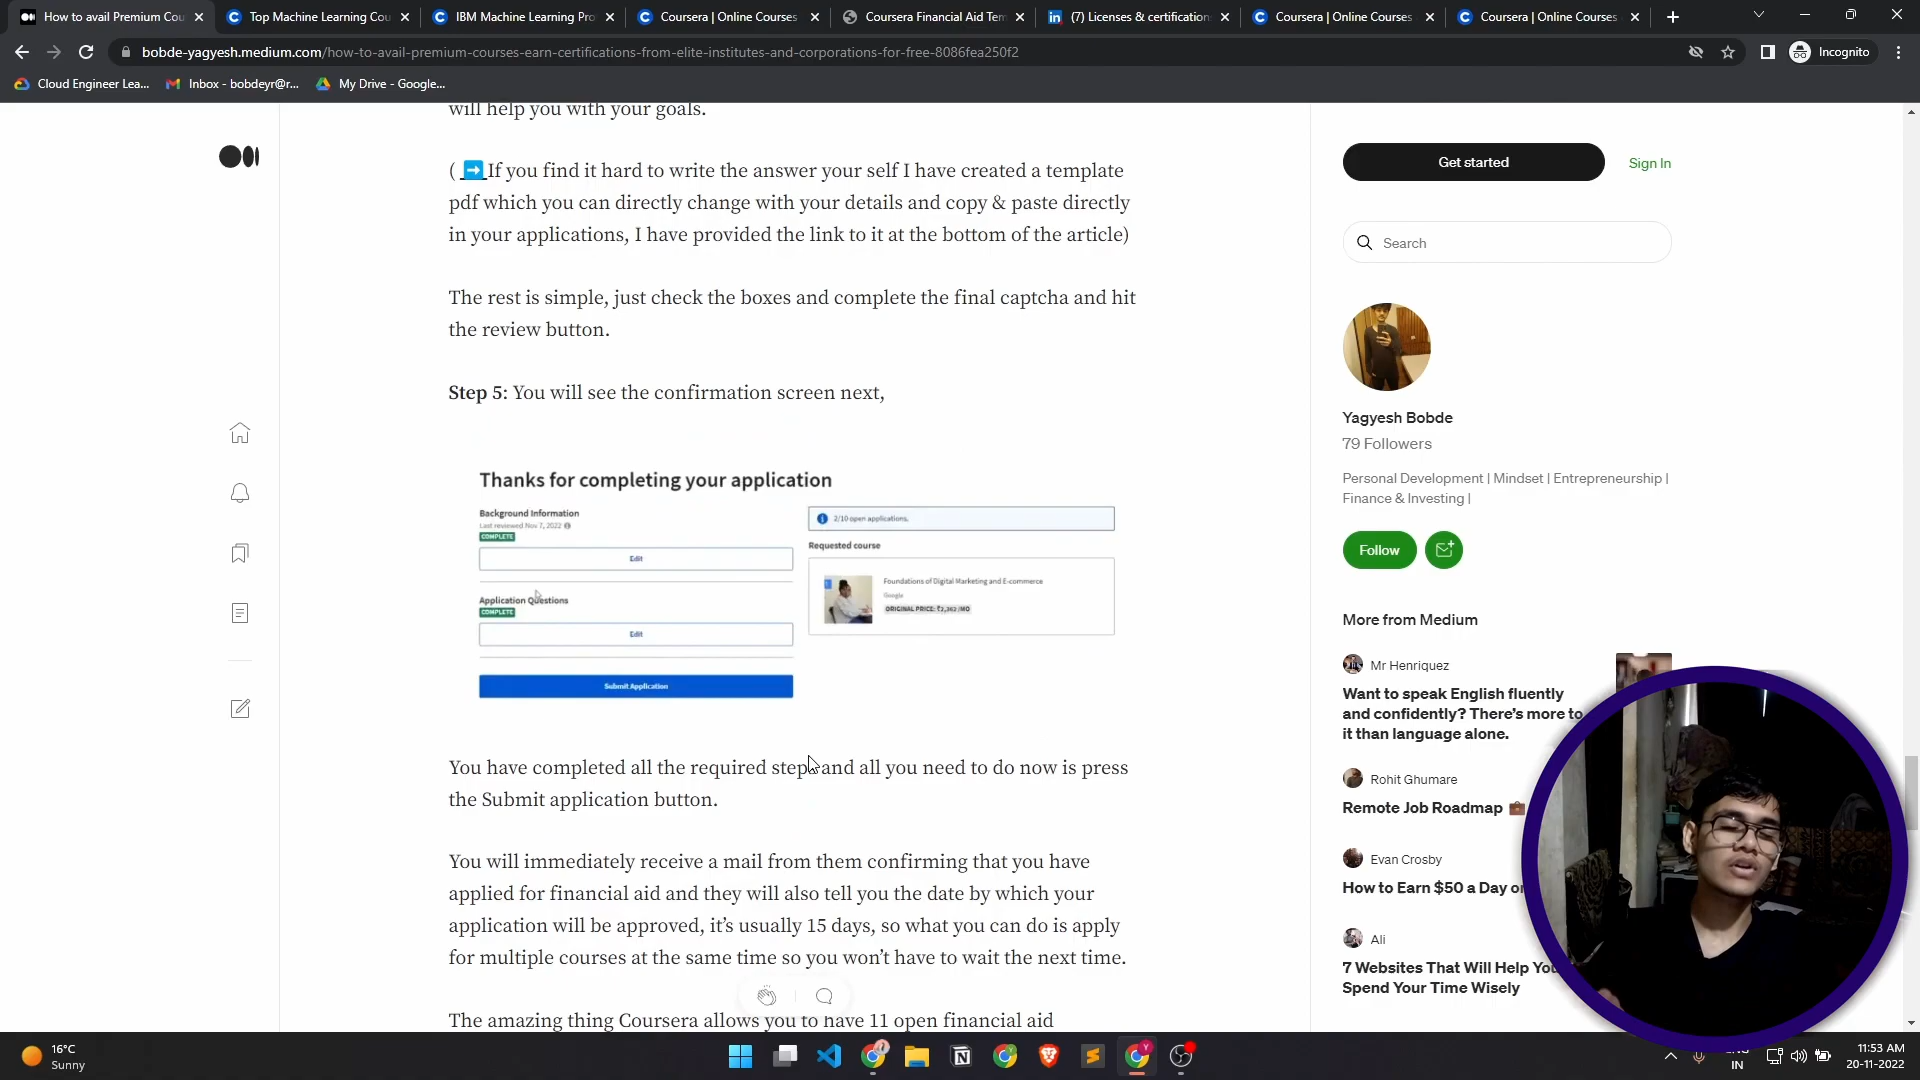 How to avail Premium Cou
Top Machine Learning Cou
IBM Machine Learning Pro
Coursera | Online Courses
Coursera Financial Aid Tem
(7) Licenses & certification
Coursera | Online Courses
Coursera | Online Courses
bobde-yagyesh.medium.com/how-to-avail-premium-courses-earn-certifications-from-elite-institutes-and-corporations-for-free-8086fea250f2
Incognito
Cloud Engineer Lea...
Inbox - bobdeyr@r...
My Drive - Google...
will help you with your goals.
( ➡️If you find it hard to write the answer your self I have created a template
pdf which you can directly change with your details and copy & paste directly
in your applications, I have provided the link to it at the bottom of the article)
The rest is simple, just check the boxes and complete the final captcha and hit
the review button.
Step 5: You will see the confirmation screen next,
Thanks for completing your application
Background Information
Last reviewed Nov 7, 2022
COMPLETE
Edit
Application Questions
COMPLETE
Edit
Submit Application
2/10 open applications.
Requested course
Foundations of Digital Marketing and E-commerce
Google
ORIGINAL PRICE: ₹2,362 /MO
You have completed all the required steps and all you need to do now is press
the Submit application button.
You will immediately receive a mail from them confirming that you have
applied for financial aid and they will also tell you the date by which your
application will be approved, it's usually 15 days, so what you can do is apply
for multiple courses at the same time so you won't have to wait the next time.
The amazing thing Coursera allows you to have 11 open financial aid
Get started
Sign In
Search
Yagyesh Bobde
79 Followers
Personal Development | Mindset | Entrepreneurship |
Finance & Investing |
Follow
More from Medium
Mr Henriquez
Want to speak English fluently
and confidently? There's more to
it than language alone.
Rohit Ghumare
Remote Job Roadmap 💼
Evan Crosby
How to Earn $50 a Day
Ali
7 Websites That Will Help
Spend Your Time Wisely
16°C
Sunny
ENG
IN
11:53 AM
20-11-2022